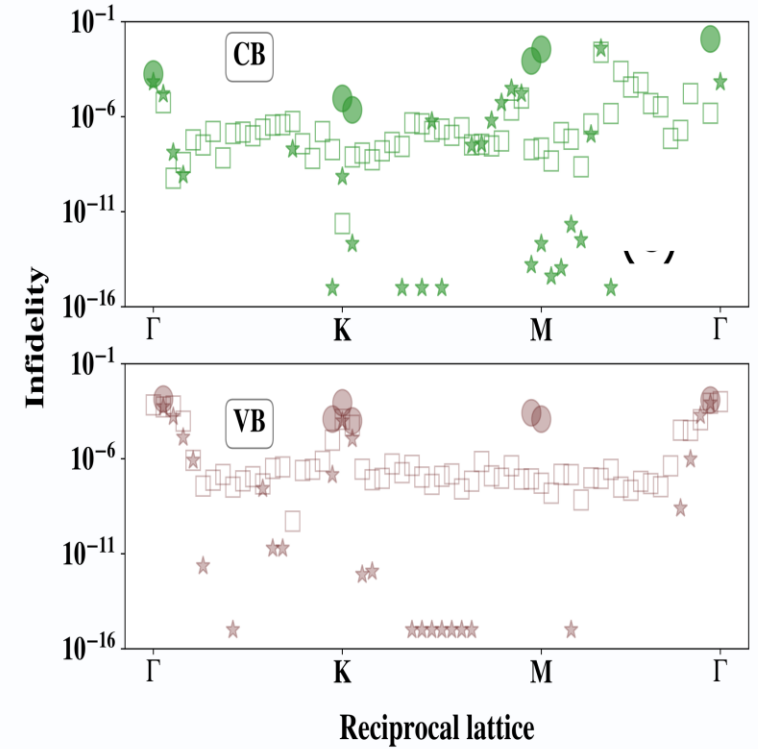 10⁻¹
CB
10⁻⁶
10⁻¹¹
10⁻¹⁶
Γ K M Γ
Infidelity
10⁻¹
VB
10⁻⁶
10⁻¹¹
10⁻¹⁶
Γ K M Γ
Reciprocal lattice